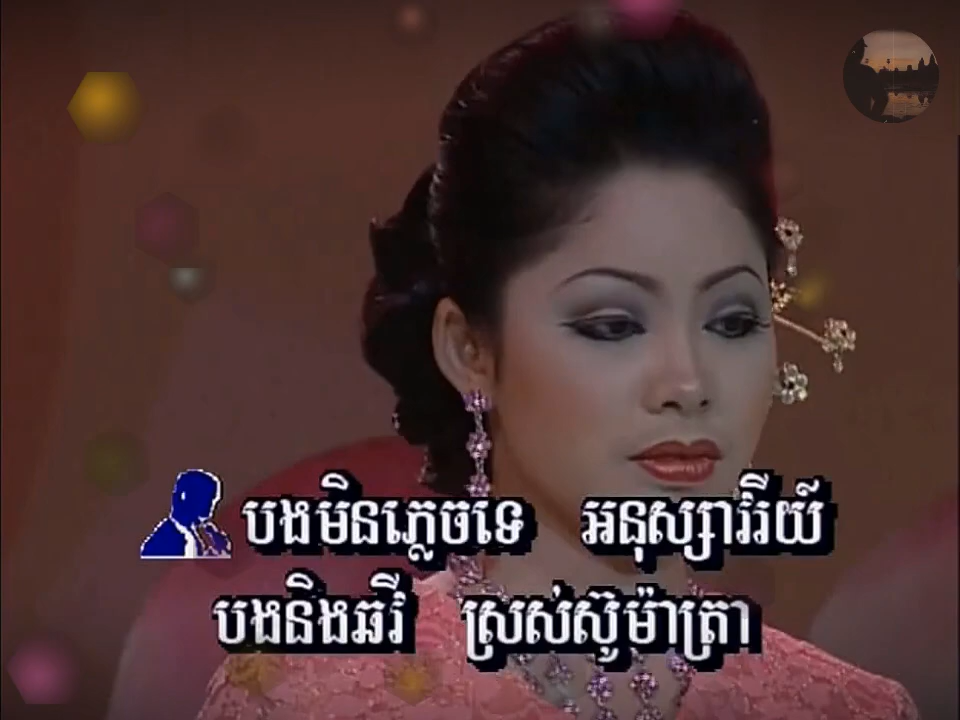 បងមិនភ្លេចទេ អនុស្សាវរីយ៍
បងនិងឆវី ស្រស់ស៊ូម៉ាត្រា